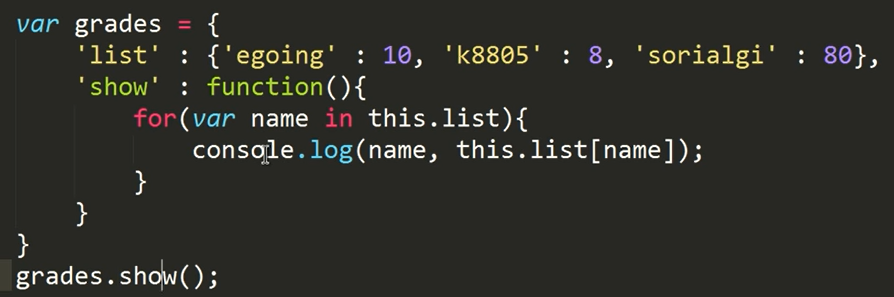 var grades = {
    'list' : {'egoing' : 10, 'k8805' : 8, 'sorialgi' : 80},
    'show' : function(){
        for(var name in this.list){
            console.log(name, this.list[name]);
        }
    }
}
grades.show();